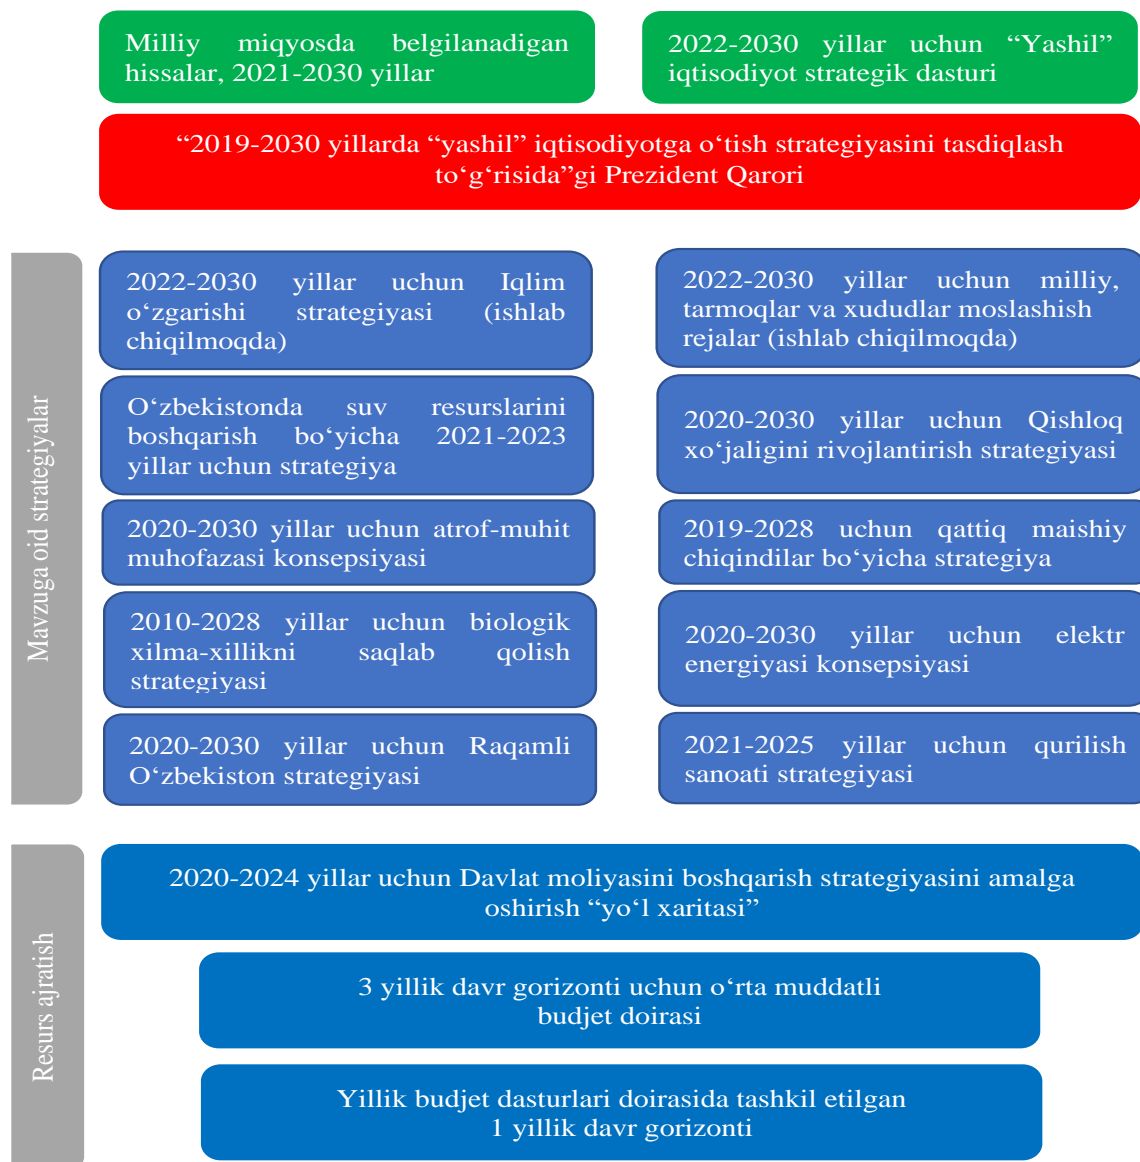 Milliy miqyosda belgilanadigan
hissalar, 2021-2030 yillar
2022-2030 yillar uchun “Yashil”
iqtisodiyot strategik dasturi
“2019-2030 yillarda “yashil” iqtisodiyotga o‘tish strategiyasini tasdiqlash
to‘g‘risida”gi Prezident Qarori
Mavzuga oid strategiyalar
2022-2030 yillar uchun Iqlim
o‘zgarishi strategiyasi (ishlab
chiqilmoqda)
2022-2030 yillar uchun milliy,
tarmoqlar va xududlar moslashish
rejalar (ishlab chiqilmoqda)
O‘zbekistonda suv resurslarini
boshqarish bo‘yicha 2021-2023
yillar uchun strategiya
2020-2030 yillar uchun Qishloq
xo‘jaligini rivojlantirish strategiyasi
2020-2030 yillar uchun atrof-muhit
muhofazasi konsepsiyasi
2019-2028 uchun qattiq maishiy
chiqindilar bo‘yicha strategiya
2010-2028 yillar uchun biologik
xilma-xillikni saqlab qolish
strategiyasi
2020-2030 yillar uchun elektr
energiyasi konsepsiyasi
2020-2030 yillar uchun Raqamli
O‘zbekiston strategiyasi
2021-2025 yillar uchun qurilish
sanoati strategiyasi
Resurs ajratish
2020-2024 yillar uchun Davlat moliyasini boshqarish strategiyasini amalga
oshirish “yo‘l xaritasi”
3 yillik davr gorizonti uchun o‘rta muddatli
budjet doirasi
Yillik budjet dasturlari doirasida tashkil etilgan
1 yillik davr gorizonti